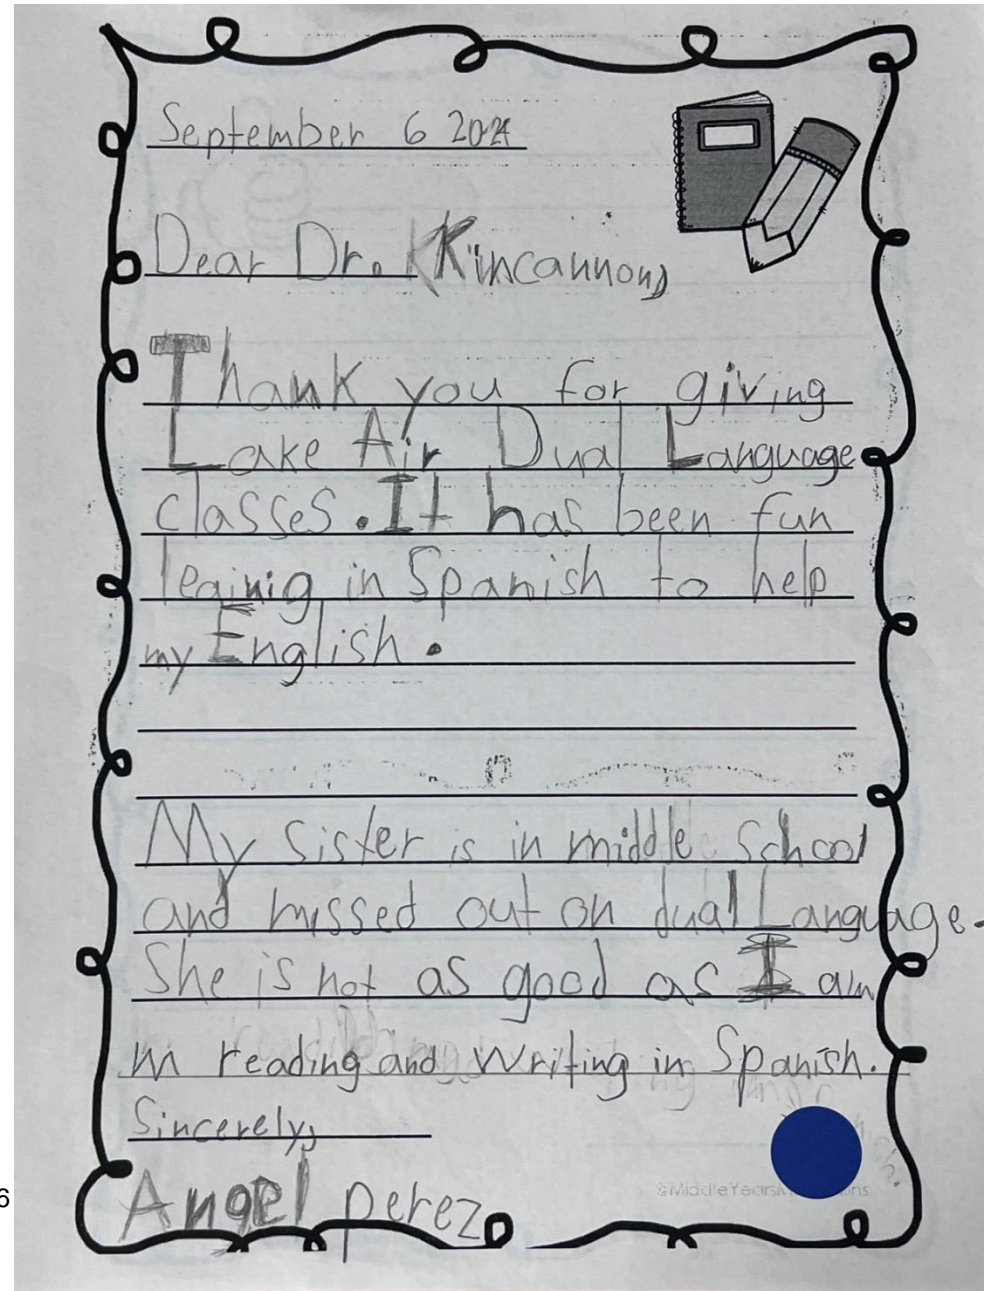 September 6 2024
Dear Dr. Kincannon,
Thank you for giving
Lake Air Dual Language
classes. It has been fun
leainig in Spanish to help
my English.
My sister is in middle school
and missed out on dual Language.
She is not as good as I am
in reading and writing in Spanish.
Sincerely,
Angel perez
6